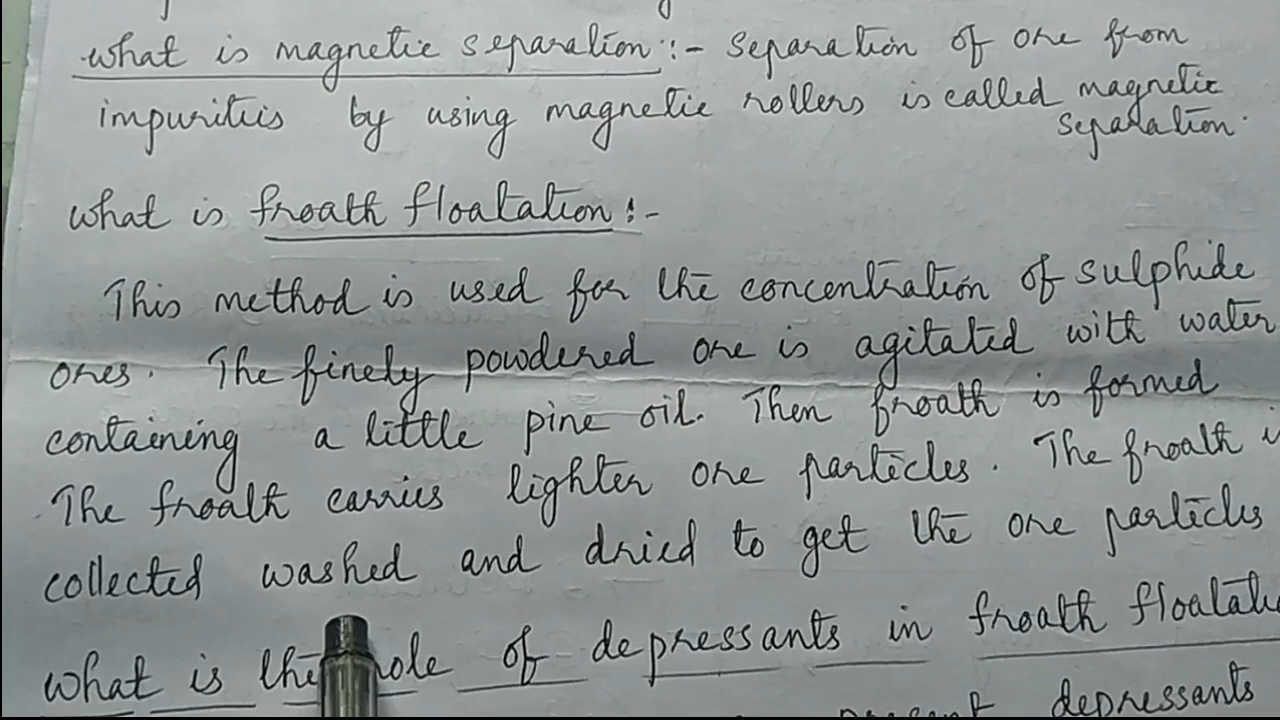 what is magnetic separation :- separation of ore from
impuritiis by using magnetic rollers is called magnetic
separation.
what is froath floatation :-
This method is used for the concentration of sulphide
ores. The finely powdered ore is agitated with water
containing a little pine oil. Then froath is formed
The froath carries lighter ore particles. The froath i
collected washed and dried to get the ore particles
what is the role of depressants in froath floatati
depressants